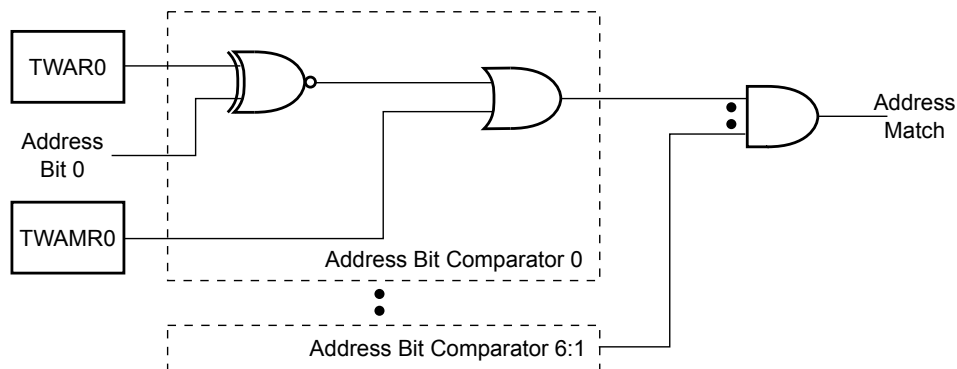 TWAR0
Address
Bit 0
TWAMR0
Address Bit Comparator 0
Address Bit Comparator 6:1
Address
Match